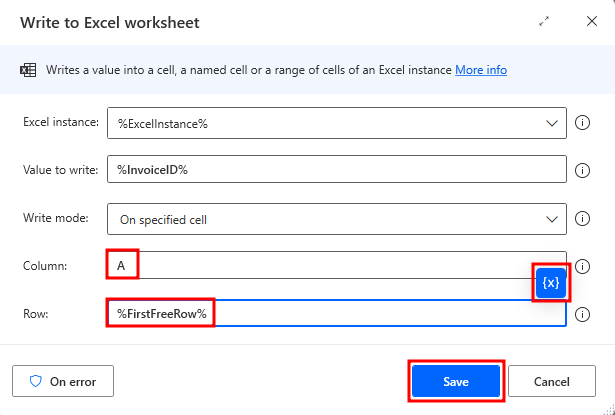 Write to Excel worksheet
Writes a value into a cell, a named cell or a range of cells of an Excel instance More info
Excel instance: %ExcelInstance%
Value to write: %InvoiceID%
Write mode: On specified cell
Column: A
{x}
Row: %FirstFreeRow%
On error Save Cancel